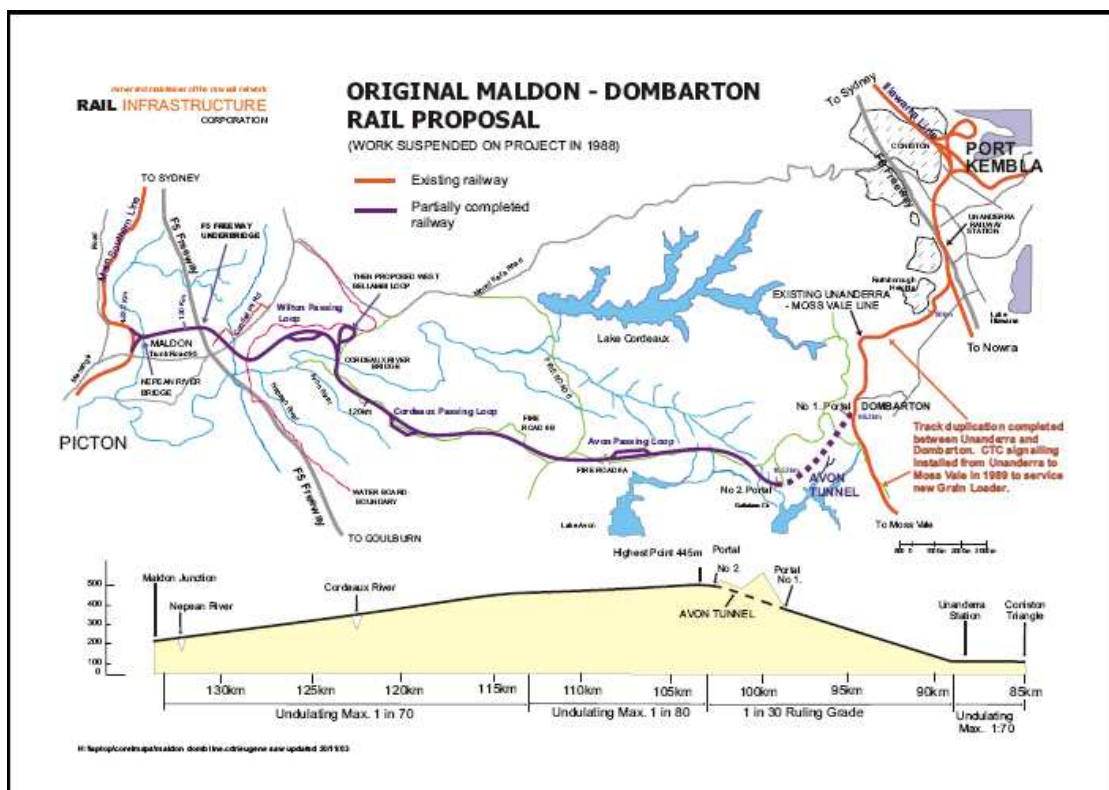 RAIL INFRASTRUCTURE
CORPORATION
ORIGINAL MALDON - DOMBARTON
RAIL PROPOSAL
(WORK SUSPENDED ON PROJECT IN 1988)
Existing railway
Partially completed
railway
TO SYDNEY
Main Southern Line
Road
F5 Freeway
F5 FREEWAY
UNDERBRIDGE
Wilton Passing
Loop
THEN PROPOSED WEST
BELLAMBI LOOP
MALDON
NEPEAN RIVER
BRIDGE
PICTON
CORDEAUX RIVER
BRIDGE
Nepean River
120km
Cordeaux Passing Loop
FIRE
ROAD 6B
F5 Freeway
WATER BOARD
BOUNDARY
TO GOULBURN
Avon Passing Loop
FIRE ROAD 6A
Lake Avon
Lake Cordeaux
No 2. Portal
AVON
TUNNEL
No 1. Portal
DOMBARTON
EXISTING UNANDERRA
- MOSS VALE LINE
To Sydney
Illawarra Line
CONISTON
F6 Freeway
PORT
KEMBLA
UNANDERRA
RAILWAY
STATION
Lake
Illawarra
To Nowra
Track duplication completed
between Unanderra and
Dombarton. CTC signalling
installed from Unanderra to
Moss Vale in 1989 to service
new Grain Loader.
To Moss Vale
Maldon Junction
Nepean River
Cordeaux River
Highest Point 445m
Portal
No 2.
AVON TUNNEL
Portal
No 1.
Unanderra
Station
Coniston
Triangle
500
400
300
200
100
0
130km
125km
120km
115km
110km
105km
100km
95km
90km
85km
Undulating Max. 1 in 70
Undulating Max. 1 in 80
1 in 30 Ruling Grade
Undulating
Max. 1:70